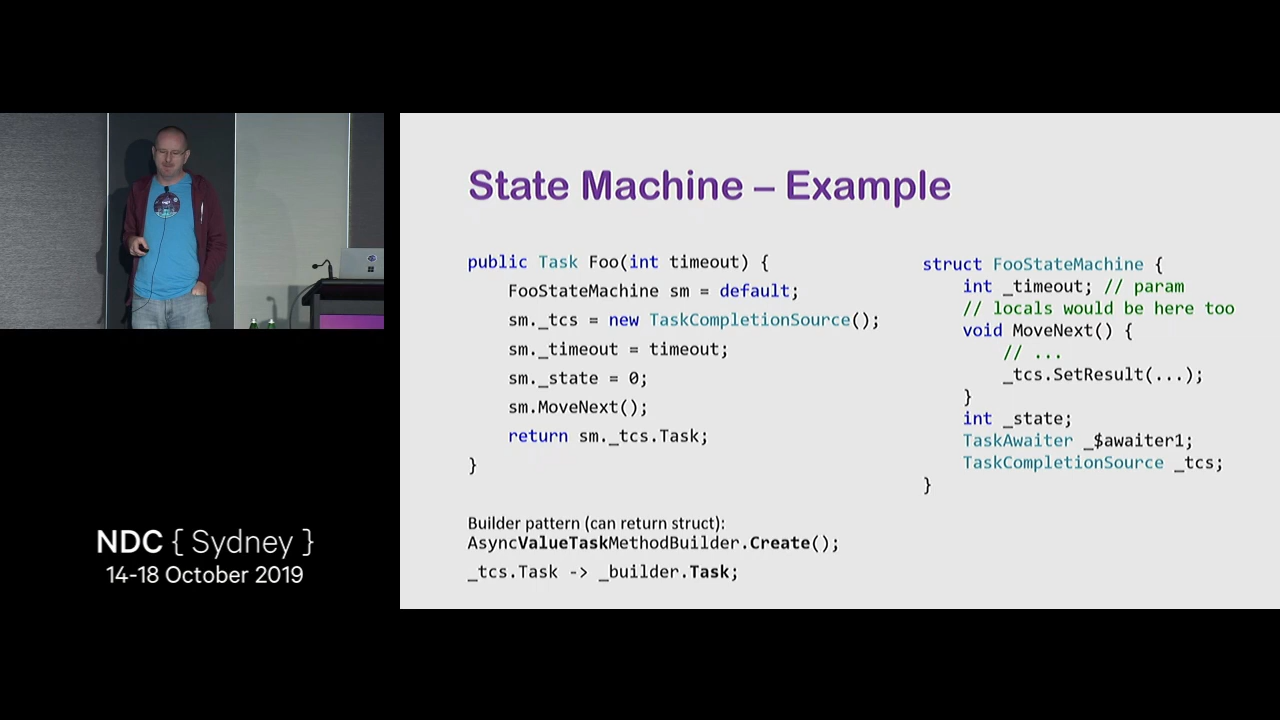 State Machine – Example
public Task Foo(int timeout) {
FooStateMachine sm = default;
sm._tcs = new TaskCompletionSource();
sm._timeout = timeout;
sm._state = 0;
sm.MoveNext();
return sm._tcs.Task;
}
struct FooStateMachine {
int _timeout; // param
// locals would be here too
void MoveNext() {
// ...
_tcs.SetResult(...);
}
int _state;
TaskAwaiter _$awaiter1;
TaskCompletionSource _tcs;
}
Builder pattern (can return struct):
AsyncValueTaskMethodBuilder.Create();
_tcs.Task -> _builder.Task;
NDC { Sydney }
14-18 October 2019